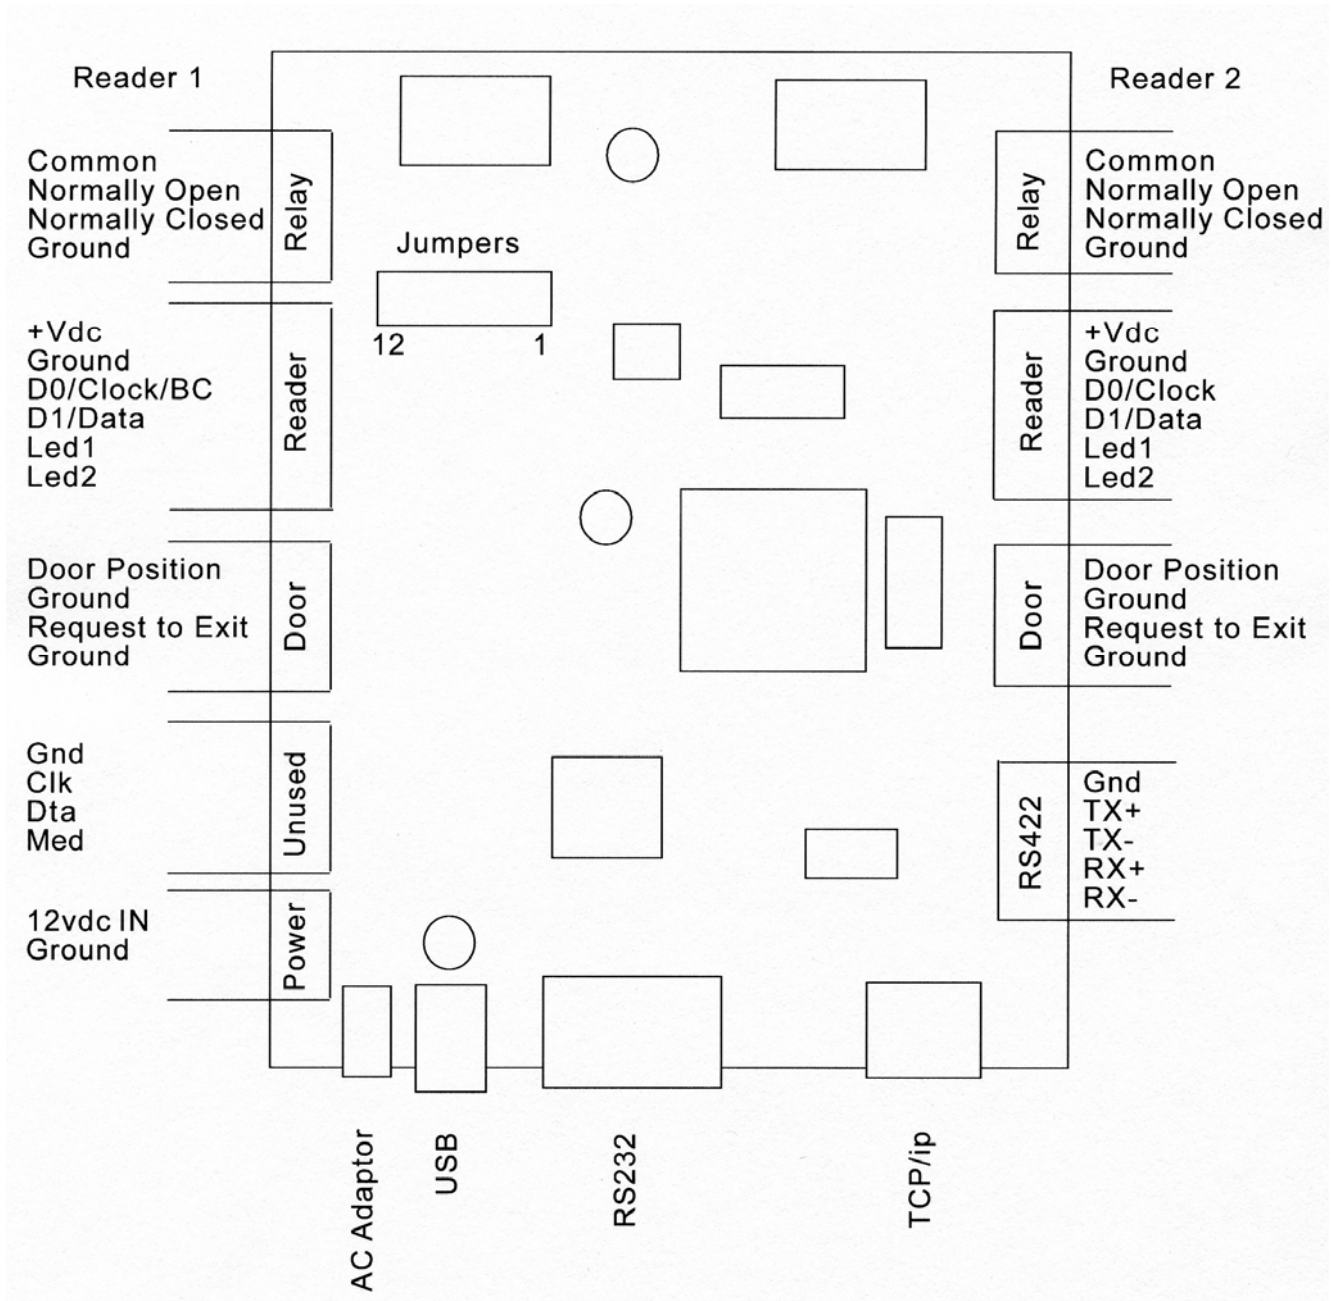 Reader 1
Common
Normally Open
Normally Closed
Ground
Relay
+Vdc
Ground
D0/Clock/BC
D1/Data
Led1
Led2
Reader
Door Position
Ground
Request to Exit
Ground
Door
Gnd
Clk
Dta
Med
Unused
12vdc IN
Ground
Power
Jumpers
12 1
Reader 2
Relay
Common
Normally Open
Normally Closed
Ground
Reader
+Vdc
Ground
D0/Clock
D1/Data
Led1
Led2
Door
Door Position
Ground
Request to Exit
Ground
RS422
Gnd
TX+
TX-
RX+
RX-
AC Adaptor
USB
RS232
TCP/ip